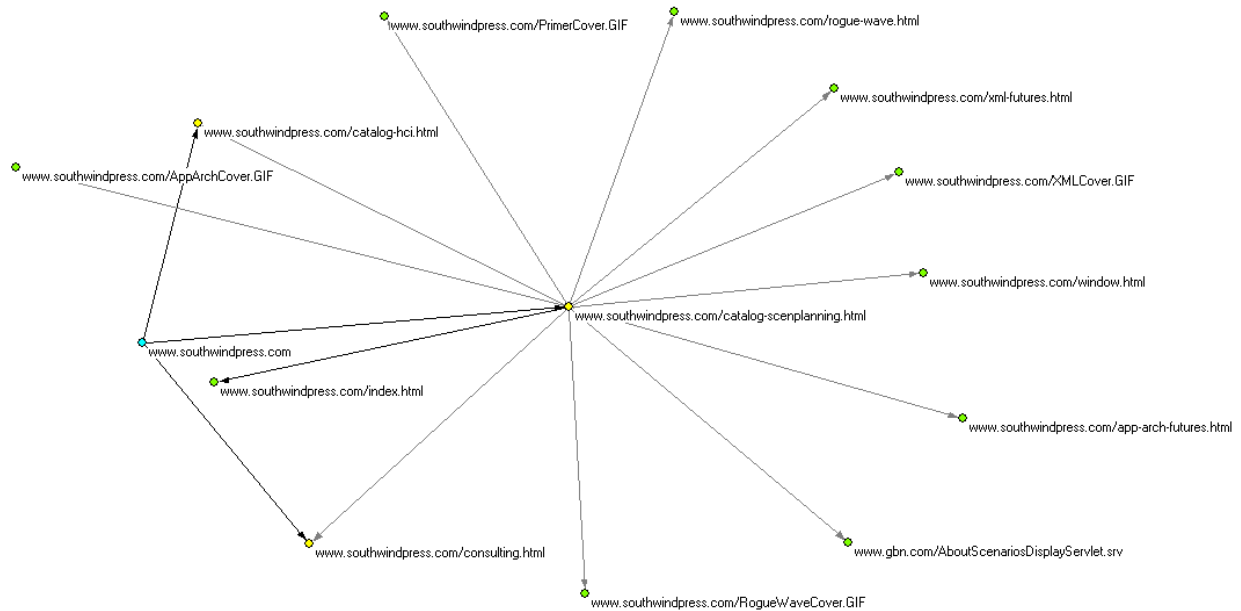 www.southwindpress.com/PrimerCover.GIF
www.southwindpress.com/rogue-wave.html
www.southwindpress.com/xml-futures.html
www.southwindpress.com/catalog-hci.html
www.southwindpress.com/AppArchCover.GIF
www.southwindpress.com/XMLCover.GIF
www.southwindpress.com/window.html
www.southwindpress.com/catalog-scenplanning.html
www.southwindpress.com
www.southwindpress.com/index.html
www.southwindpress.com/app-arch-futures.html
www.southwindpress.com/consulting.html
www.gbn.com/AboutScenariosDisplayServlet.srv
www.southwindpress.com/RogueWaveCover.GIF